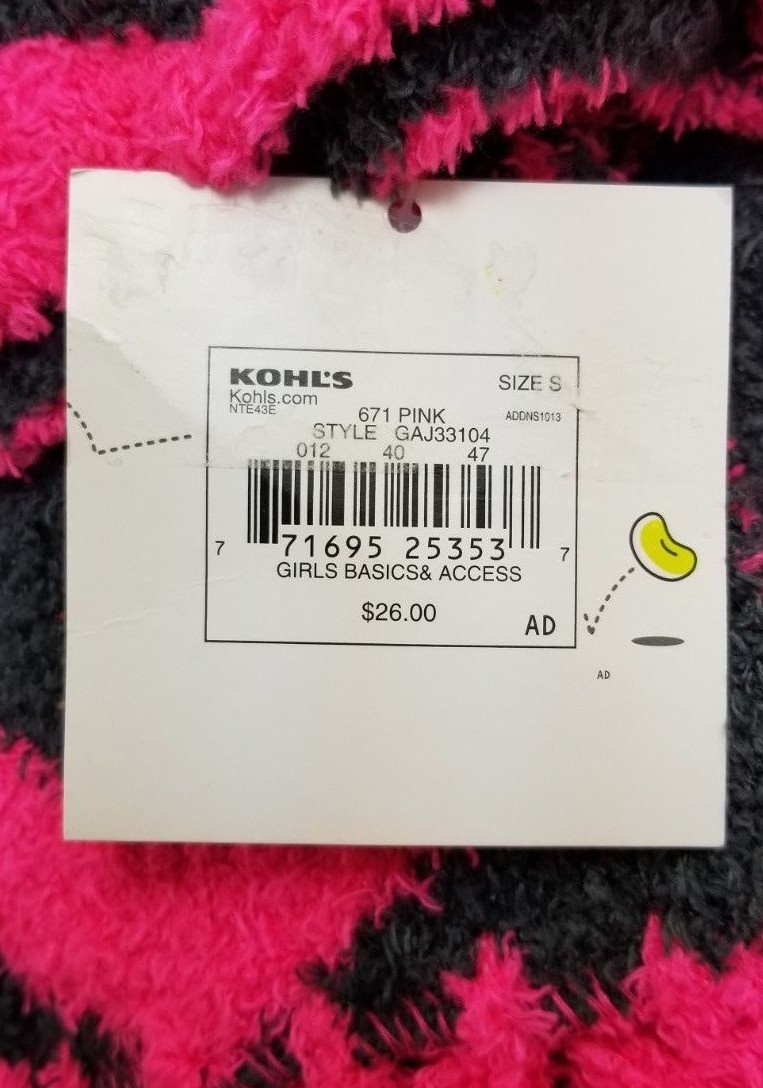 KOHL'S SIZE S
Kohls.com
NTE43E 671 PINK ADDNS1013
STYLE GAJ33104
012 40 47
7 71695 25353 7
GIRLS BASICS& ACCESS
$26.00
AD
AD